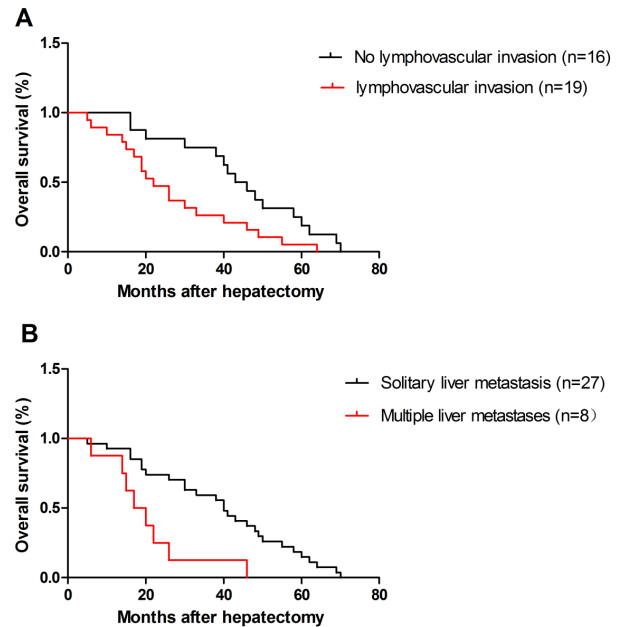 A
1.5
1.0
0.5
0.0
Overall survival (%)
No lymphovascular invasion (n=16)
lymphovascular invasion (n=19)
0 20 40 60 80
Months after hepatectomy
B
1.5
1.0
0.5
0.0
Overall survival (%)
Solitary liver metastasis (n=27)
Multiple liver metastases (n=8）
0 20 40 60 80
Months after hepatectomy